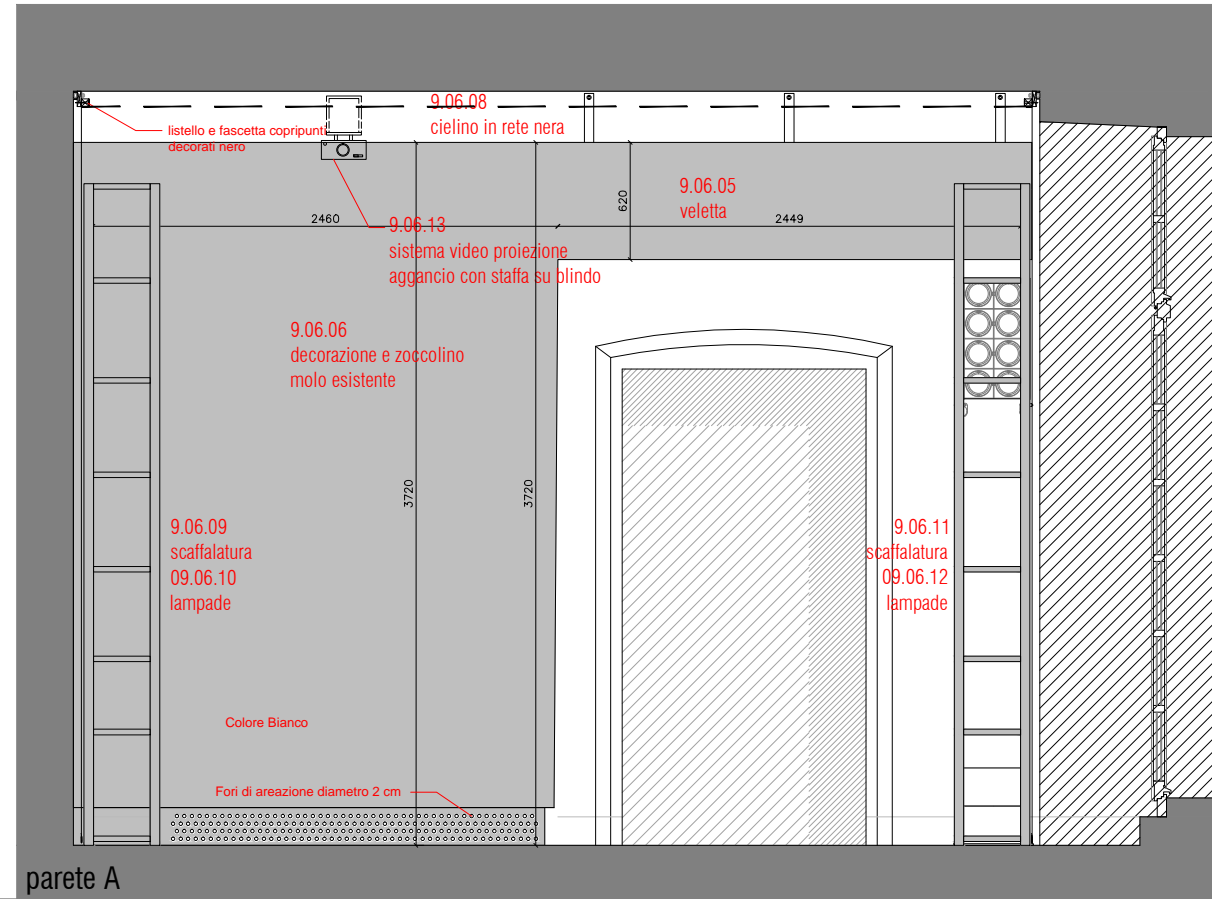 9.06.08
cielino in rete nera
listello e fascetta copripunti
decorati nero
9.06.05
veletta
620
2460
2449
9.06.13
sistema video proiezione
aggancio con staffa su blindo
9.06.06
decorazione e zoccolino
molo esistente
3720
3720
9.06.09
scaffalatura
09.06.10
lampade
9.06.11
scaffalatura
09.06.12
lampade
Colore Bianco
Fori di areazione diametro 2 cm
parete A